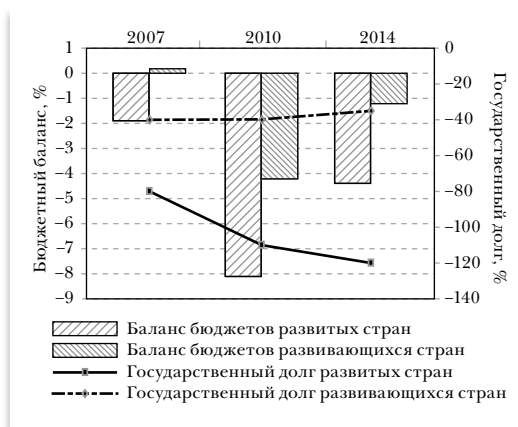 2007 2010 2014
1
0
−1
−2
−3
−4
−5
−6
−7
−8
−9
Бюджетный баланс, %
0
−20
−40
−60
−80
−100
−120
−140
Государственный долг, %
Баланс бюджетов развитых стран
Баланс бюджетов развивающихся стран
Государственный долг развитых стран
Государственный долг развивающихся стран